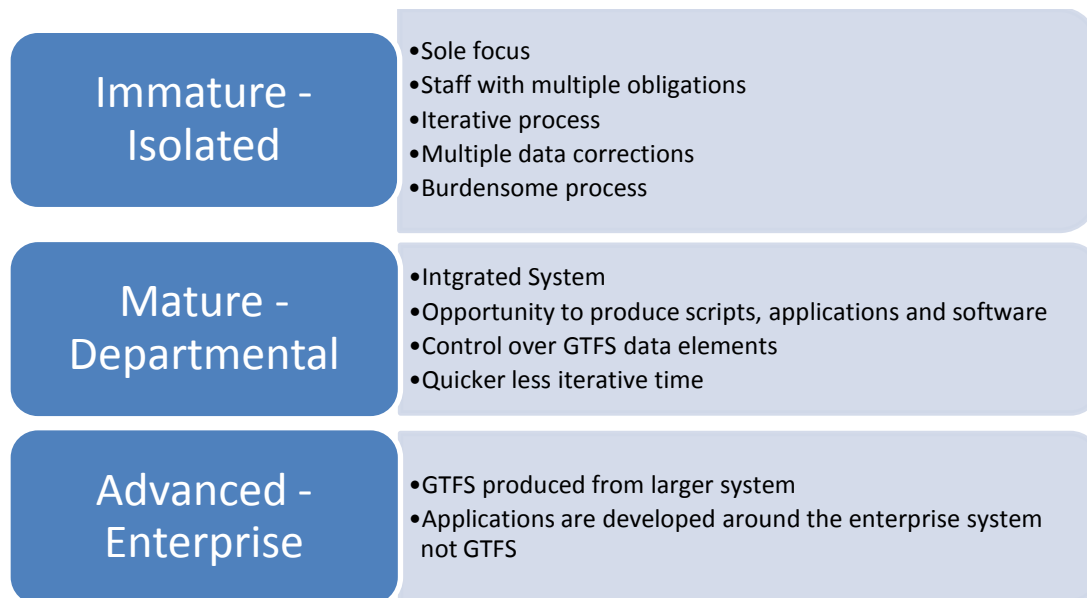 Immature -
Isolated
•Sole focus
•Staff with multiple obligations
•Iterative process
•Multiple data corrections
•Burdensome process
Mature -
Departmental
•Intgrated System
•Opportunity to produce scripts, applications and software
•Control over GTFS data elements
•Quicker less iterative time
Advanced -
Enterprise
•GTFS produced from larger system
•Applications are developed around the enterprise system
not GTFS